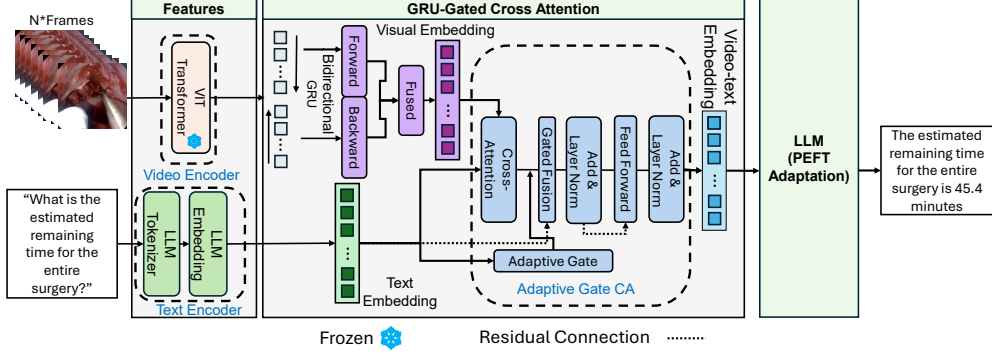 Features
GRU-Gated Cross Attention
N*Frames
VIT
Transformer
Video Encoder
"What is the
estimated
remaining
time for the
entire
surgery?"
LLM
Tokenizer
LLM
Embedding
Text Encoder
Bidirectional
GRU
Forward
Backward
Fused
Visual Embedding
Text
Embedding
Cross-
Attention
Gated Fusion
Add &
Layer Norm
Feed Forward
Add &
Layer Norm
Adaptive Gate
Adaptive Gate CA
Video-text
Embedding
LLM
(PEFT
Adaptation)
The estimated
remaining time
for the entire
surgery is 45.4
minutes
Frozen
Residual Connection